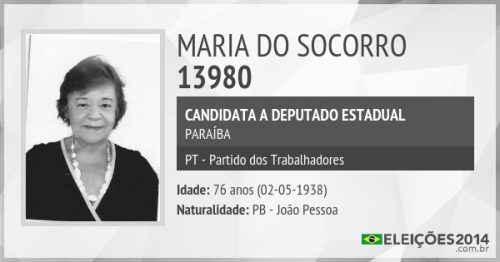 MARIA DO SOCORRO
13980
CANDIDATA A DEPUTADO ESTADUAL
PARAÍBA
PT - Partido dos Trabalhadores
Idade: 76 anos (02-05-1938)
Naturalidade: PB - João Pessoa
ELEIÇÕES2014
.com.br